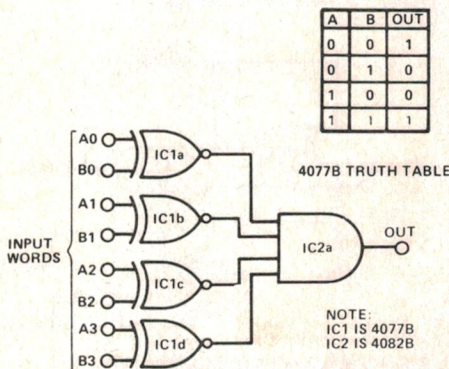 A B OUT
0 0 1
0 1 0
1 0 0
1 1 1
4077B TRUTH TABLE
A0
IC1a
B0
A1
IC1b
B1
INPUT
WORDS
A2
IC1c
B2
A3
IC1d
B3
IC2a
OUT
NOTE:
IC1 IS 4077B
IC2 IS 4082B